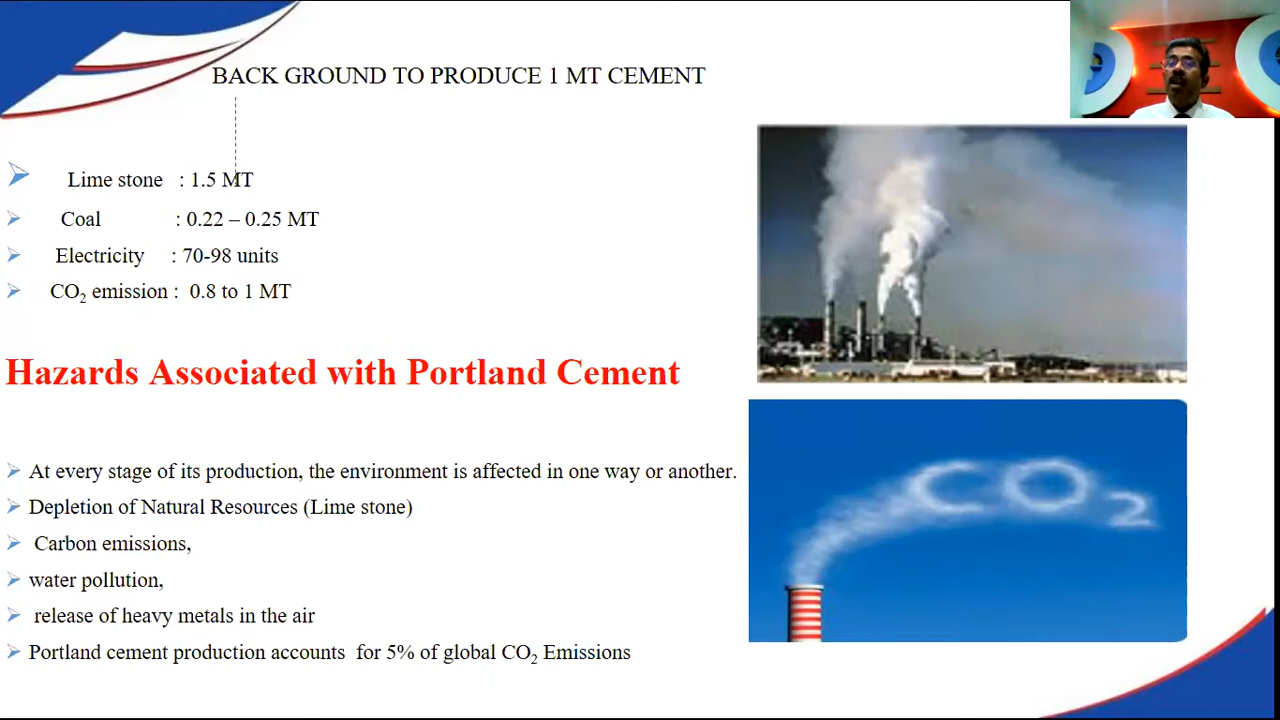 BACK GROUND TO PRODUCE 1 MT CEMENT
Lime stone : 1.5 MT
Coal : 0.22 – 0.25 MT
Electricity : 70-98 units
CO₂ emission : 0.8 to 1 MT
Hazards Associated with Portland Cement
At every stage of its production, the environment is affected in one way or another.
Depletion of Natural Resources (Lime stone)
Carbon emissions,
water pollution,
release of heavy metals in the air
Portland cement production accounts for 5% of global CO₂ Emissions
CO₂